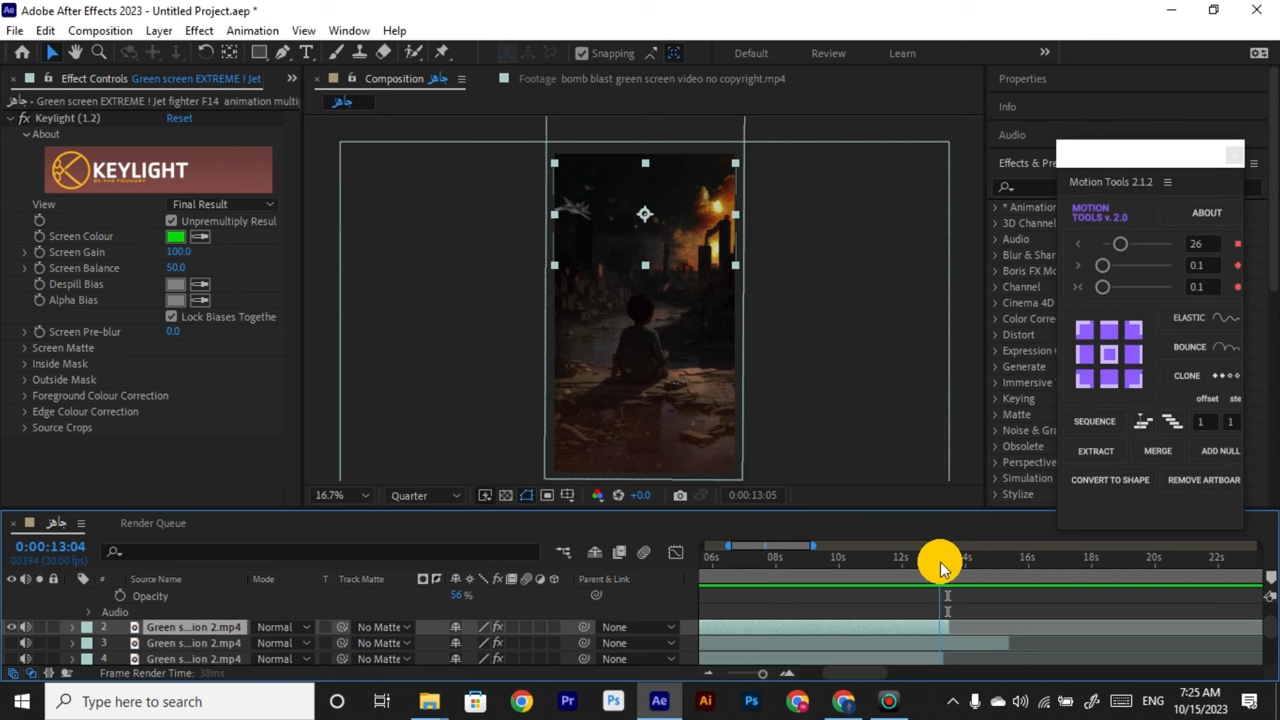 Adobe After Effects 2023 - Untitled Project.aep *
File Edit Composition Layer Effect Animation View Window Help
Snapping Default Review Learn
Effect Controls Green screen EXTREME ! Jet
Composition جاهز
Footage bomb blast green screen video no copyright.mp4
Properties
جاهز • Green screen EXTREME ! Jet fighter F14 animation multi
جاهز
Info
Keylight (1.2) Reset
About
Audio
KEYLIGHT
BY THE FOUNDRY
Effects & Pre
Motion Tools 2.1.2
View Final Result
Unpremultiply Resul
Screen Colour
Screen Gain 100.0
Screen Balance 50.0
Despill Bias
Alpha Bias
Lock Biases Togethe
Screen Pre-blur 0.0
Screen Matte
Inside Mask
Outside Mask
Foreground Colour Correction
Edge Colour Correction
Source Crops
* Animation
3D Channel
Audio
Blur & Shar
Boris FX Mo
Channel
Cinema 4D
Color Corre
Distort
Expression
Generate
Immersive
Keying
Matte
Noise & Gra
Obsolete
Perspective
Simulation
Stylize
MOTION
TOOLS v. 2.0
ABOUT
26
0.1
0.1
ELASTIC
BOUNCE
CLONE
offset ste
SEQUENCE 1 1
EXTRACT MERGE ADD NULL
CONVERT TO SHAPE REMOVE ARTBOAR
16.7% Quarter +0.0 0:00:13:05
جاهز Render Queue
0:00:13:04
00394 (30.00 fps)
06s 08s 10s 12s 14s 16s 18s 20s 22s
# Source Name Mode T Track Matte Parent & Link
Opacity 56 %
Audio
2 Green s...ion 2.mp4 Normal No Matte None
3 Green s...ion 2.mp4 Normal No Matte None
4 Green s...ion 2.mp4 Normal No Matte None
Frame Render Time: 38ms
Type here to search
ENG
7:25 AM
10/15/2023